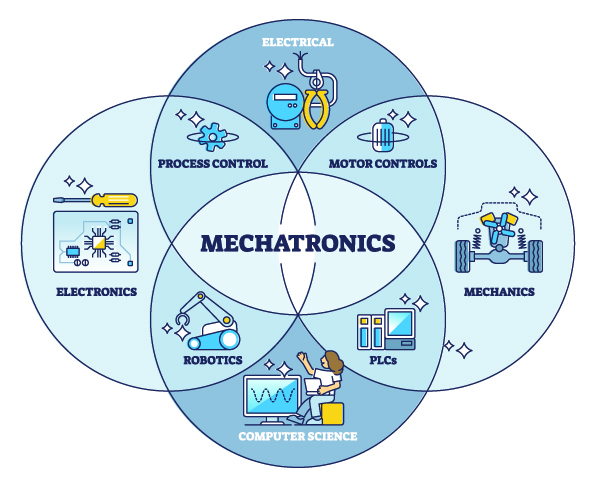 ELECTRICAL
PROCESS CONTROL
MOTOR CONTROLS
MECHATRONICS
ELECTRONICS
MECHANICS
ROBOTICS
PLCs
COMPUTER SCIENCE